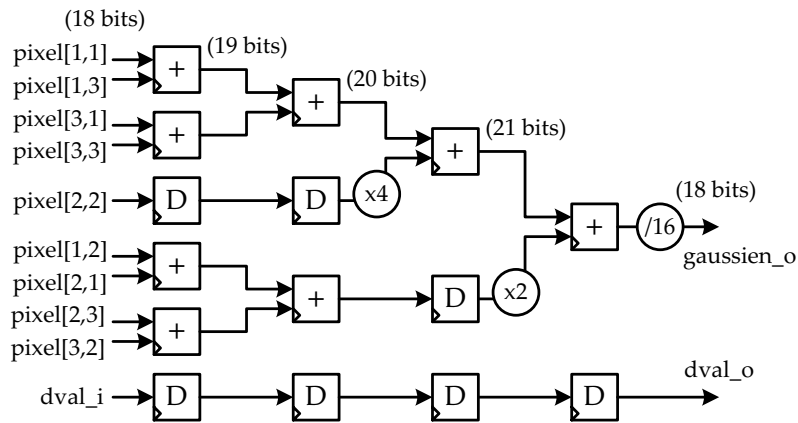 (18 bits)
pixel[1,1]
pixel[1,3]
+
(19 bits)
pixel[3,1]
pixel[3,3]
+
+
(20 bits)
+
(21 bits)
pixel[2,2]
D
D
x4
+
/16
(18 bits)
gaussien_o
pixel[1,2]
pixel[2,1]
+
pixel[2,3]
pixel[3,2]
+
+
D
x2
dval_i
D
D
D
D
dval_o